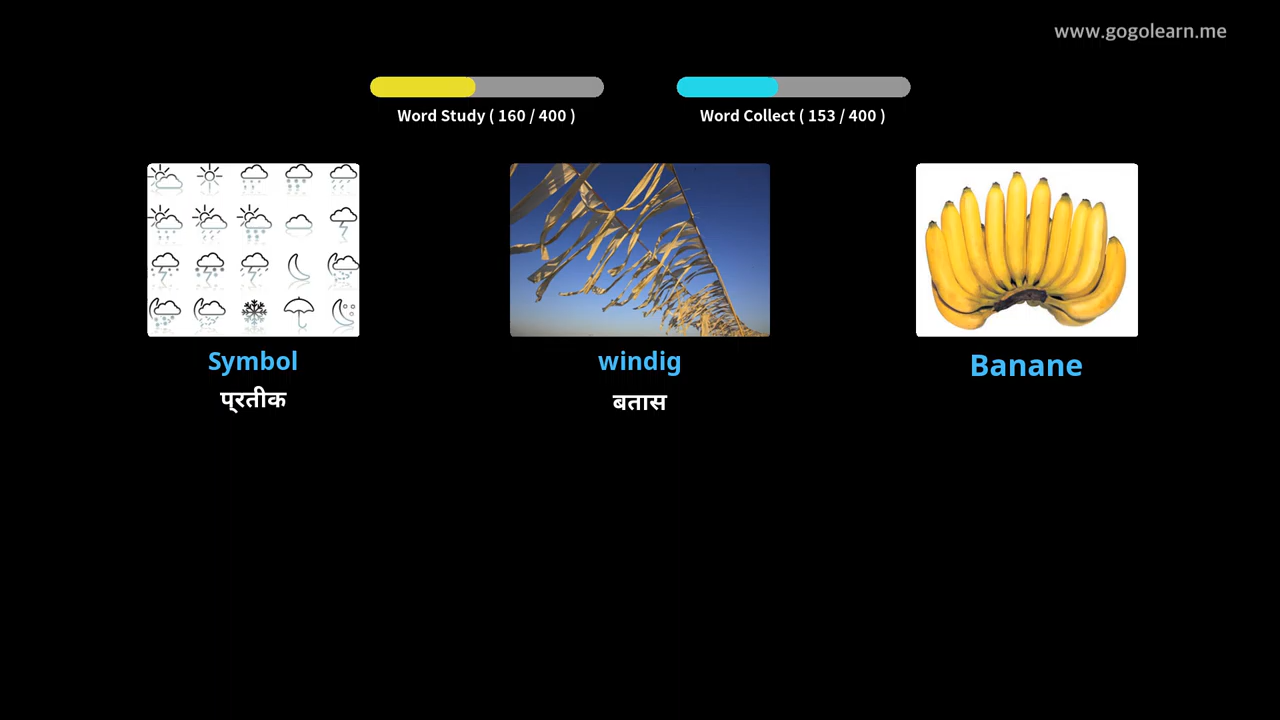 www.gogolearn.me
Word Study ( 160 / 400 )
Word Collect ( 153 / 400 )
Symbol
प्रतीक
windig
बतास
Banane